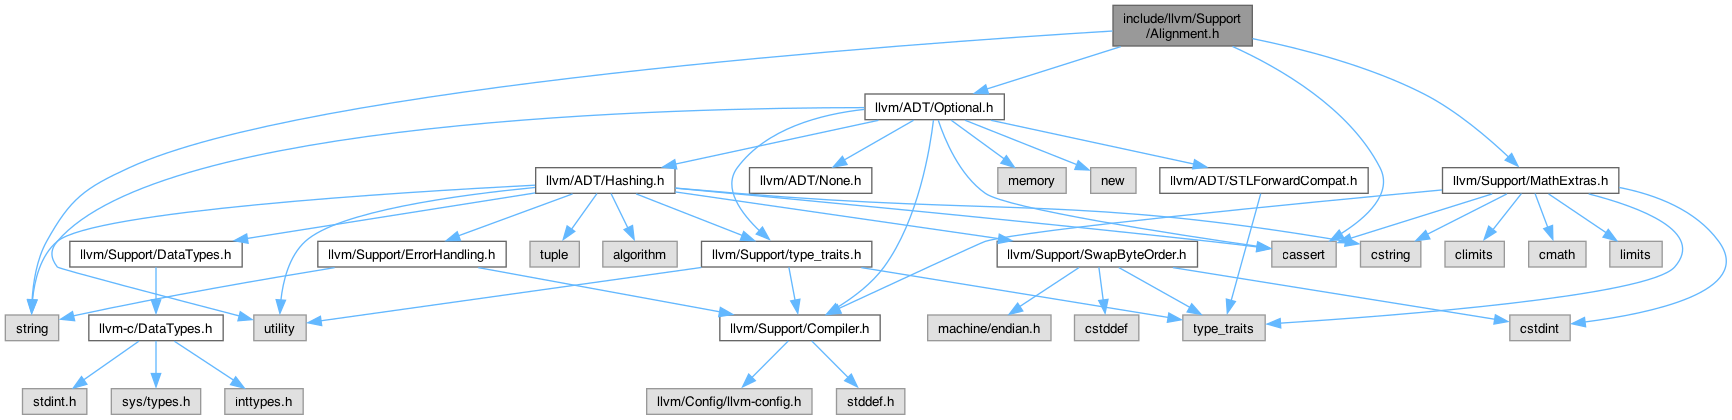 include/llvm/Support
/Alignment.h
llvm/ADT/Optional.h
llvm/ADT/Hashing.h
llvm/ADT/None.h
memory
new
llvm/ADT/STLForwardCompat.h
llvm/Support/MathExtras.h
llvm/Support/DataTypes.h
llvm/Support/ErrorHandling.h
tuple
algorithm
llvm/Support/type_traits.h
llvm/Support/SwapByteOrder.h
cassert
cstring
climits
cmath
limits
string
llvm-c/DataTypes.h
utility
llvm/Support/Compiler.h
machine/endian.h
cstddef
type_traits
cstdint
stdint.h
sys/types.h
inttypes.h
llvm/Config/llvm-config.h
stddef.h